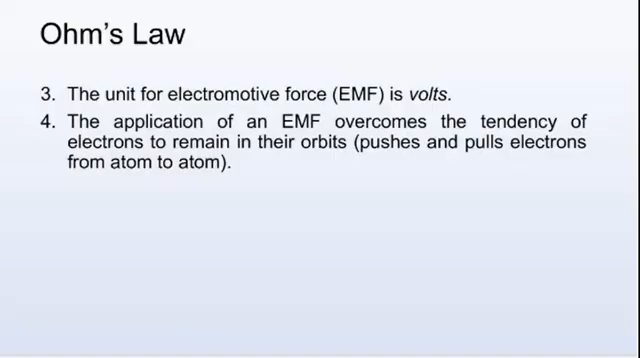 Ohm's Law
3. The unit for electromotive force (EMF) is volts.
4. The application of an EMF overcomes the tendency of
electrons to remain in their orbits (pushes and pulls electrons
from atom to atom).